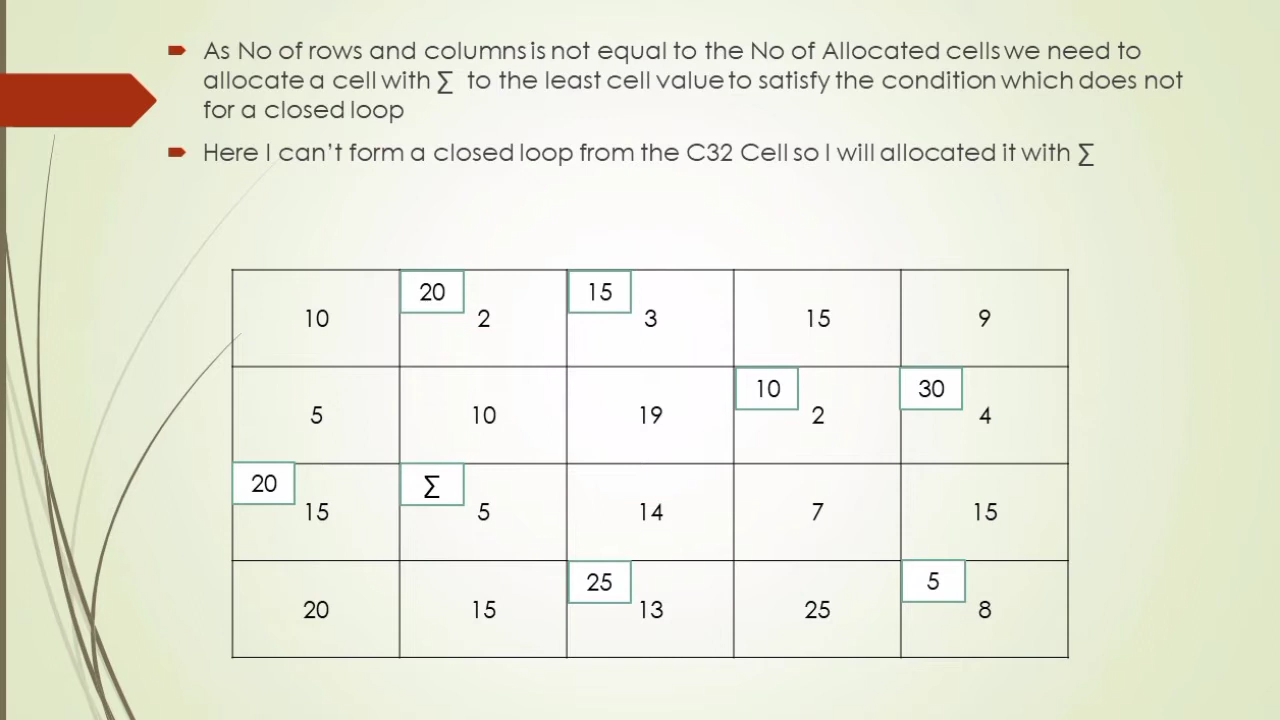 As No of rows and columns is not equal to the No of Allocated cells we need to
allocate a cell with ∑ to the least cell value to satisfy the condition which does not
for a closed loop
Here I can't form a closed loop from the C32 Cell so I will allocated it with ∑
20 15
10 2 3 15 9
10 30
5 10 19 2 4
20 ∑
15 5 14 7 15
25 5
20 15 13 25 8